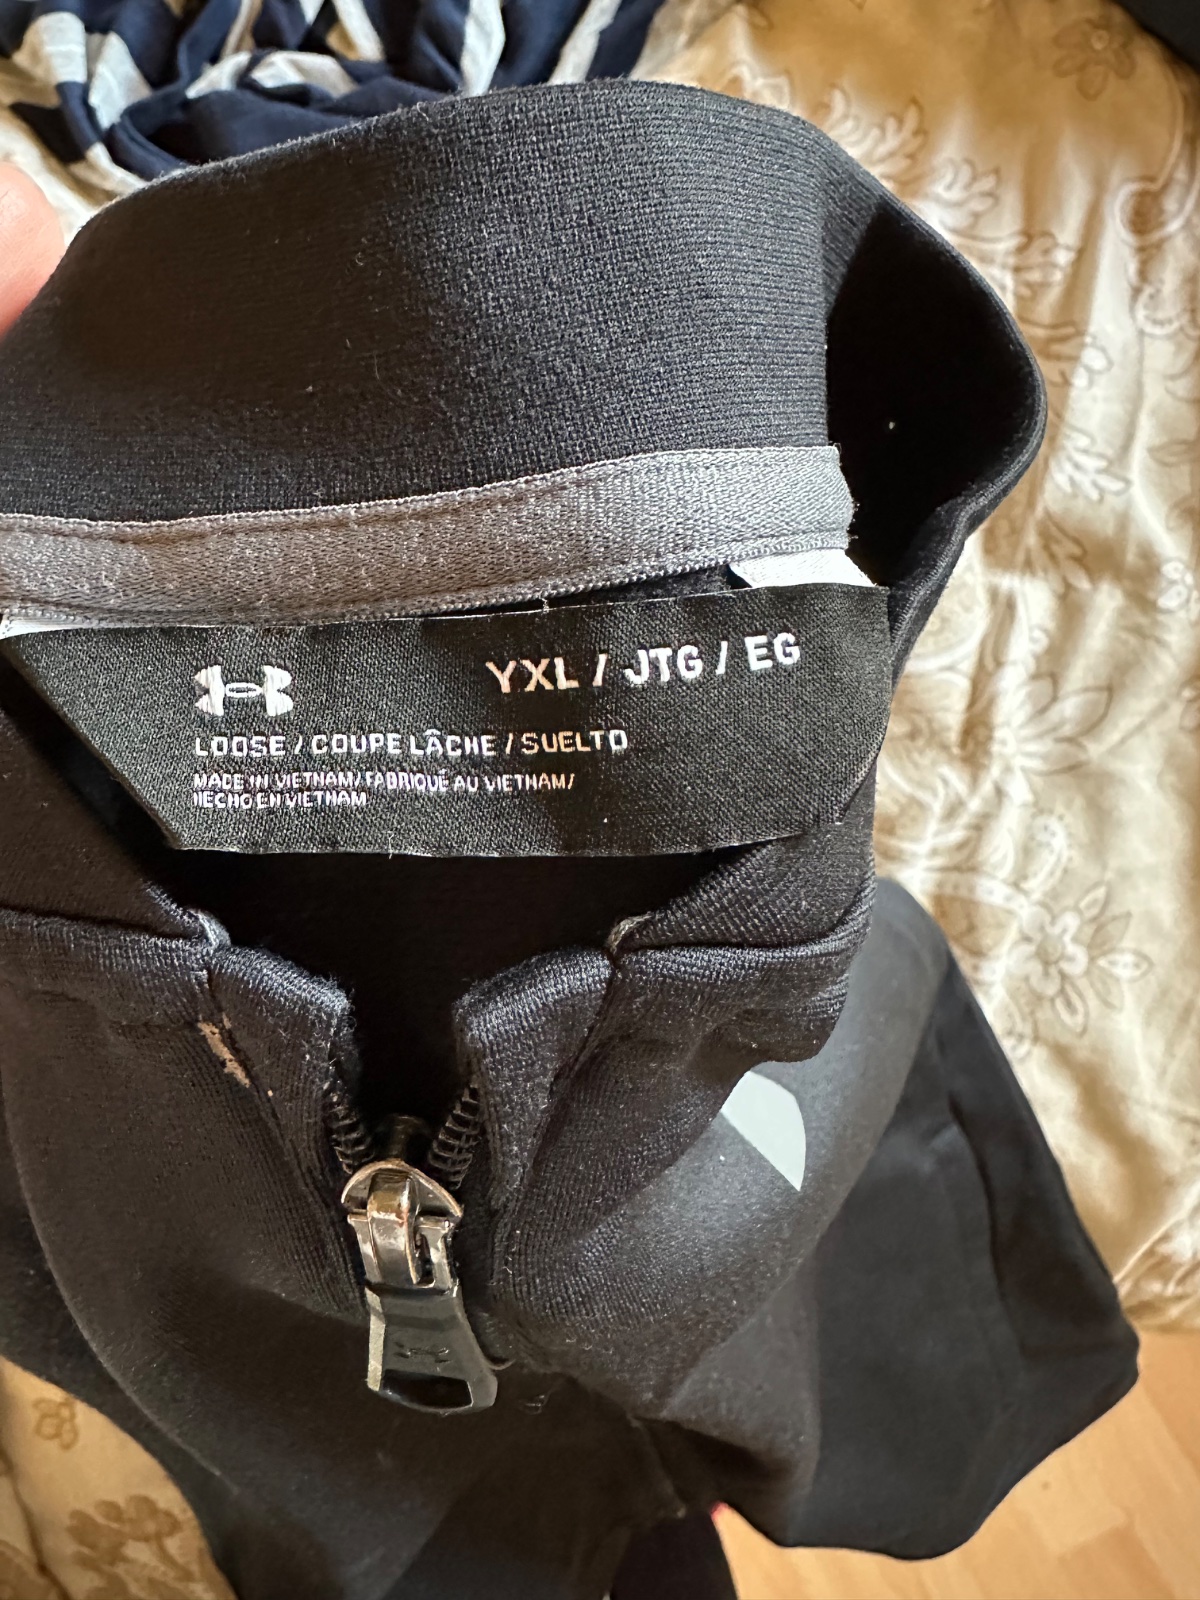 YXL / JTG / EG
LOOSE / COUPE LÂCHE / SUELTO
MADE IN VIETNAM / FABRIQUÉ AU VIETNAM /
HECHO EN VIETNAM